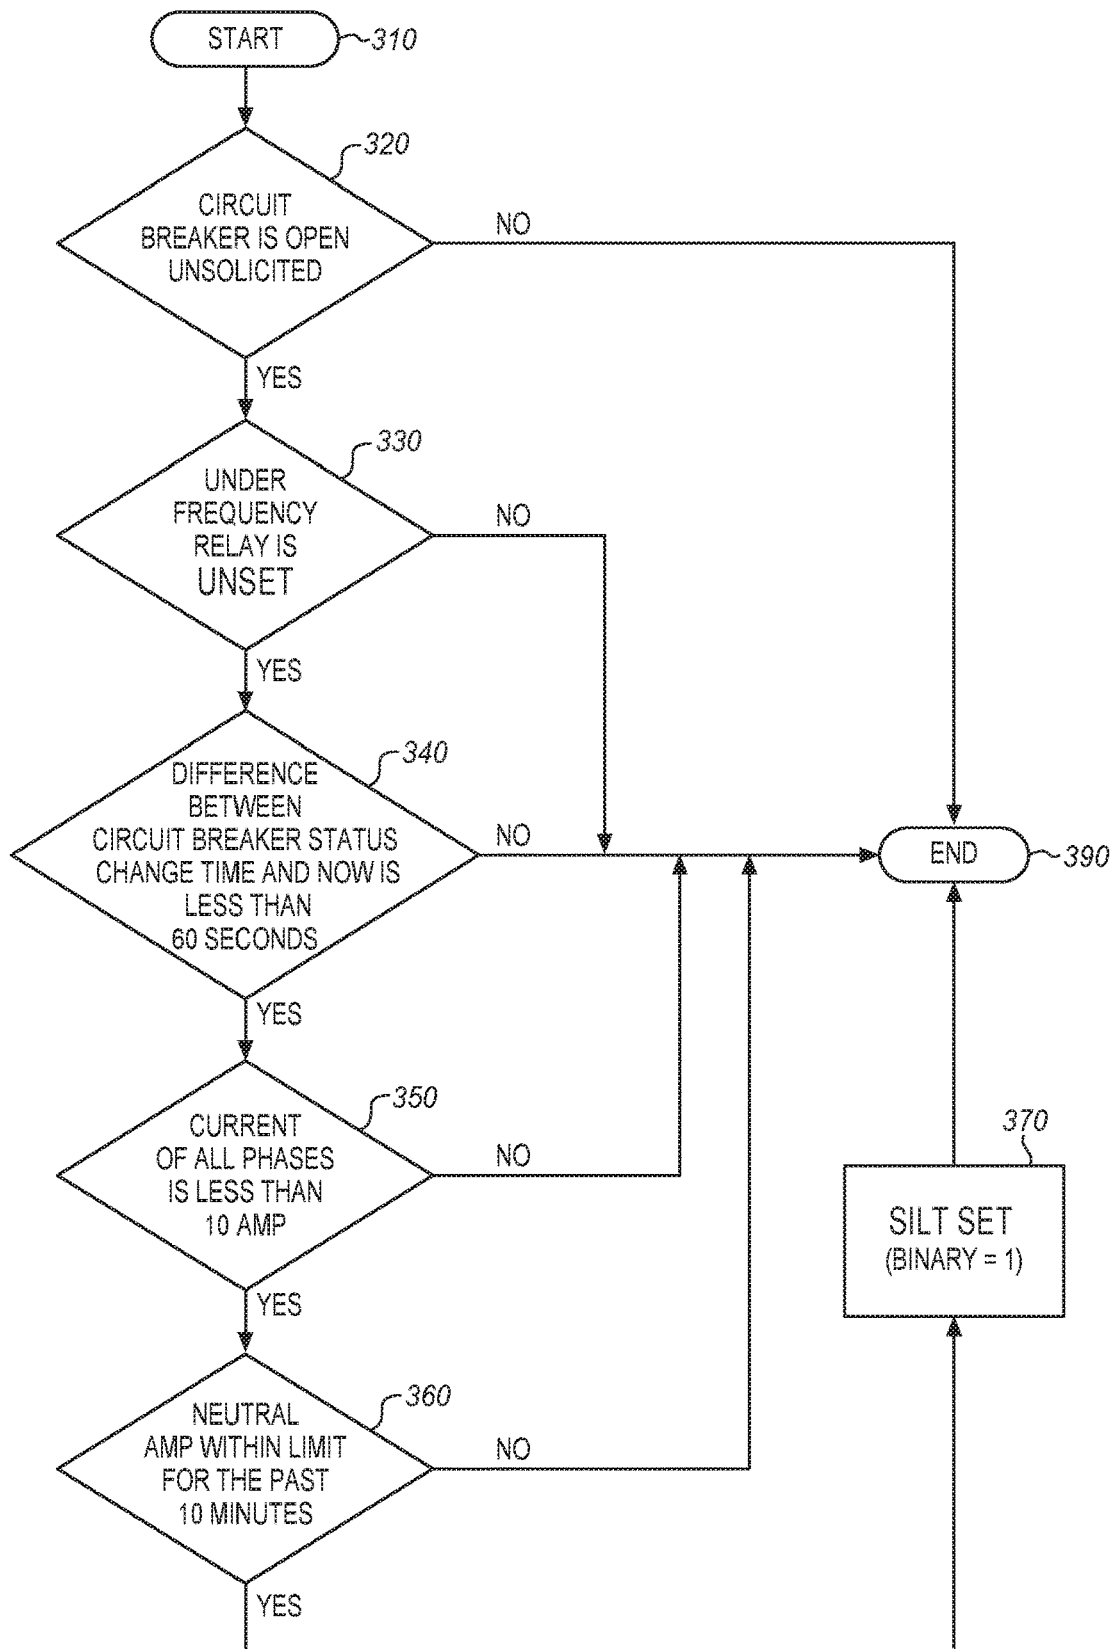 START
310
320
CIRCUIT
BREAKER IS OPEN
UNSOLICITED
NO
YES
330
UNDER
FREQUENCY
RELAY IS
UNSET
NO
YES
340
DIFFERENCE
BETWEEN
CIRCUIT BREAKER STATUS
CHANGE TIME AND NOW IS
LESS THAN
60 SECONDS
NO
END
390
YES
350
CURRENT
OF ALL PHASES
IS LESS THAN
10 AMP
NO
370
SILT SET
(BINARY = 1)
YES
360
NEUTRAL
AMP WITHIN LIMIT
FOR THE PAST
10 MINUTES
NO
YES